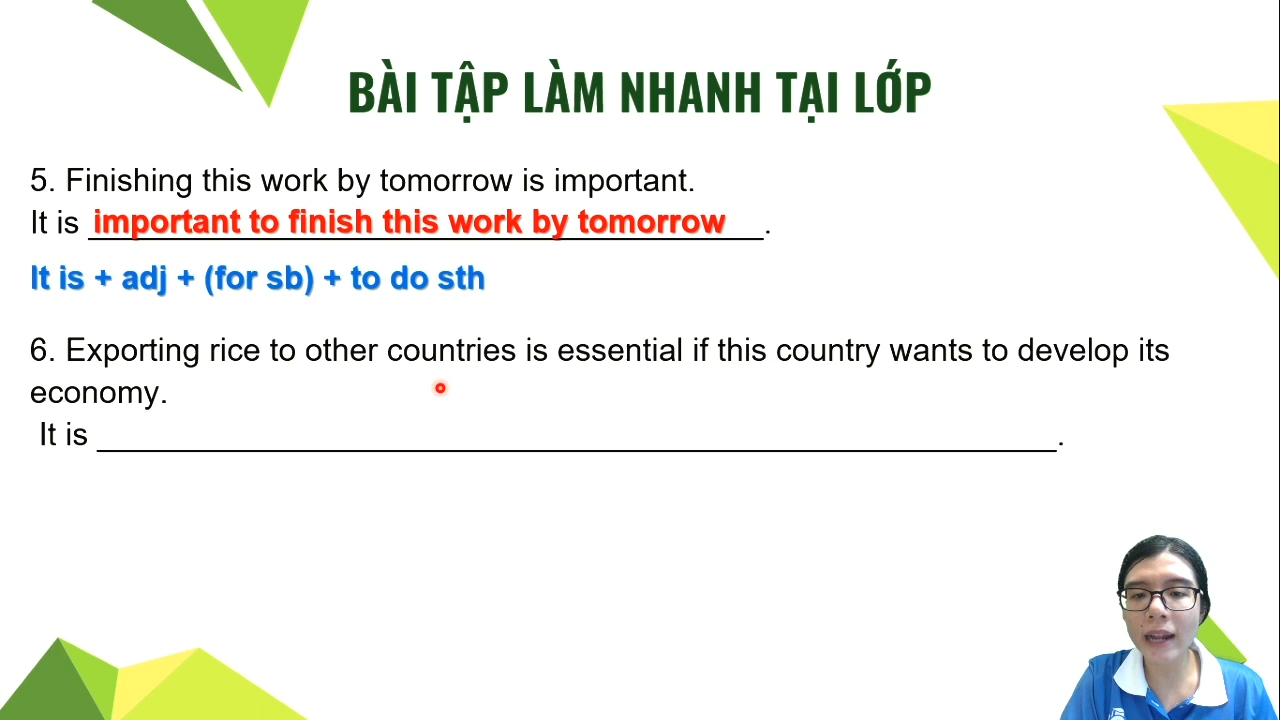 BÀI TẬP LÀM NHANH TẠI LỚP
5. Finishing this work by tomorrow is important.
It is important to finish this work by tomorrow.
It is + adj + (for sb) + to do sth
6. Exporting rice to other countries is essential if this country wants to develop its
economy.
It is ______________________________.